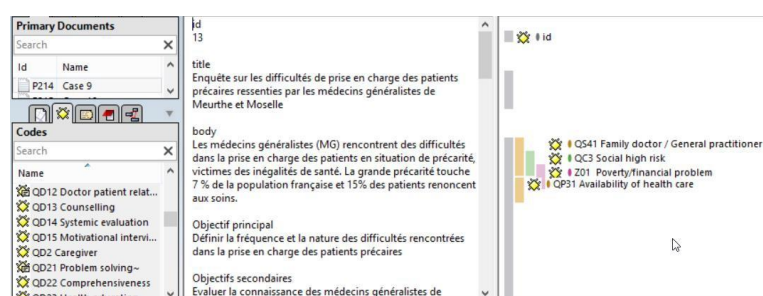 Primary Documents
Search
Id Name
P214 Case 9
Codes
Search
Name
QD12 Doctor patient relat...
QD13 Counselling
QD14 Systemic evaluation
QD15 Motivational intervi...
QD2 Caregiver
QD21 Problem solving~
QD22 Comprehensiveness
id
13
title
Enquête sur les difficultés de prise en charge des patients
précaires ressenties par les médecins généralistes de
Meurthe et Moselle
body
Les médecins généralistes (MG) rencontrent des difficultés
dans la prise en charge des patients en situation de précarité,
victimes des inégalités de santé. La grande précarité touche
7 % de la population française et 15% des patients renoncent
aux soins.
Objectif principal
Définir la fréquence et la nature des difficultés rencontrées
dans la prise en charge des patients précaires
Objectifs secondaires
Evaluer la connaissance des médecins généralistes de
id
QS41 Family doctor / General practitioner
QC3 Social high risk
Z01 Poverty/financial problem
QP31 Availability of health care